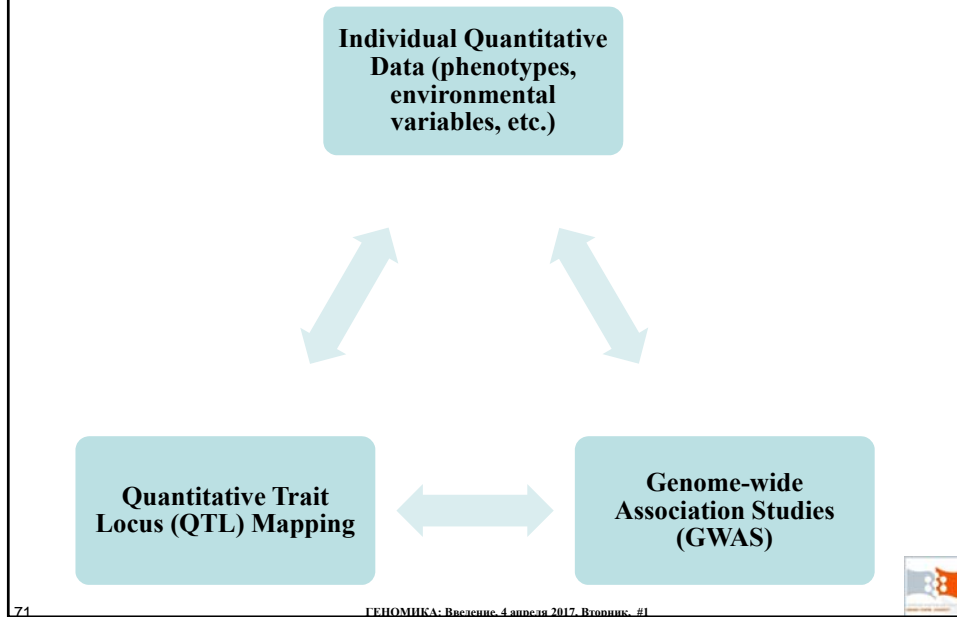 Individual Quantitative
Data (phenotypes,
environmental
variables, etc.)
Quantitative Trait
Locus (QTL) Mapping
Genome-wide
Association Studies
(GWAS)
71
ГЕНОМИКА: Введение, 4 апреля 2017, Вторник, #1